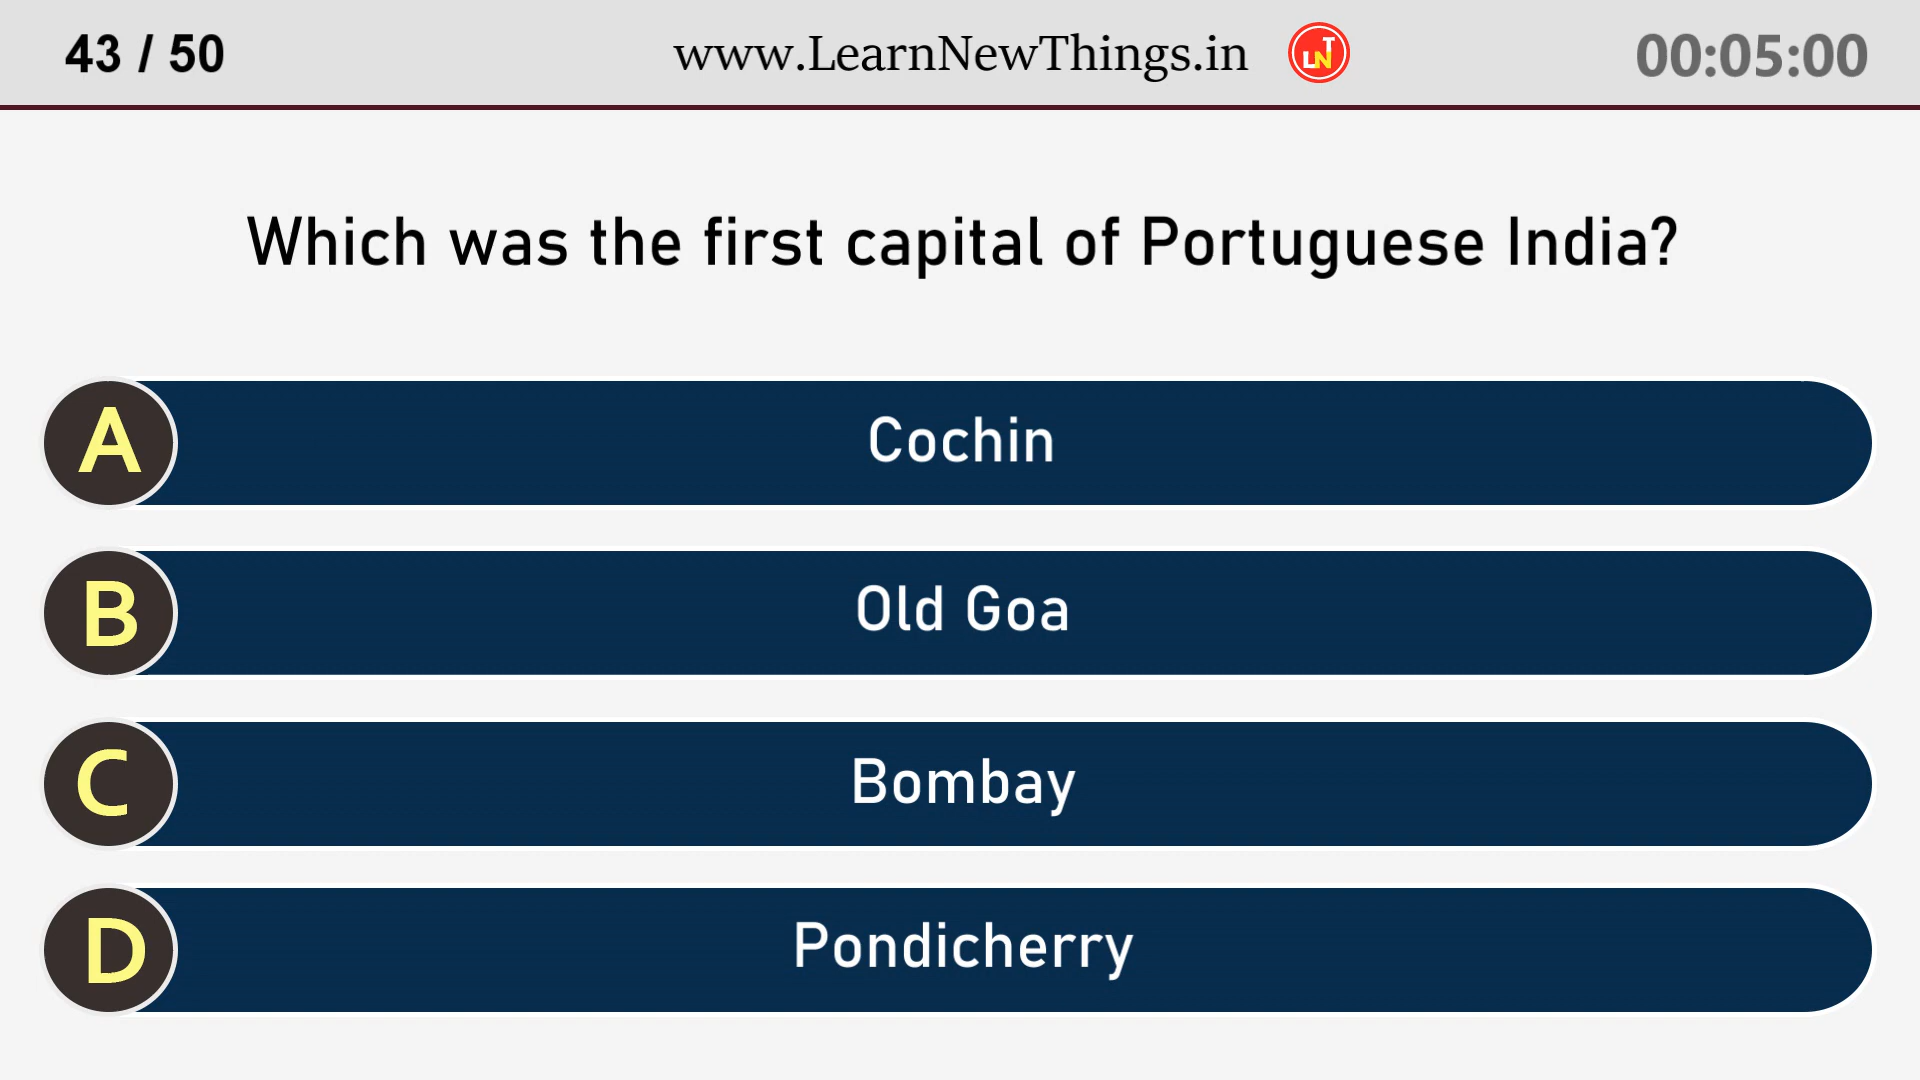 43 / 50
www.LearnNewThings.in
LNT
00:05:00
Which was the first capital of Portuguese India?
A
Cochin
B
Old Goa
C
Bombay
D
Pondicherry